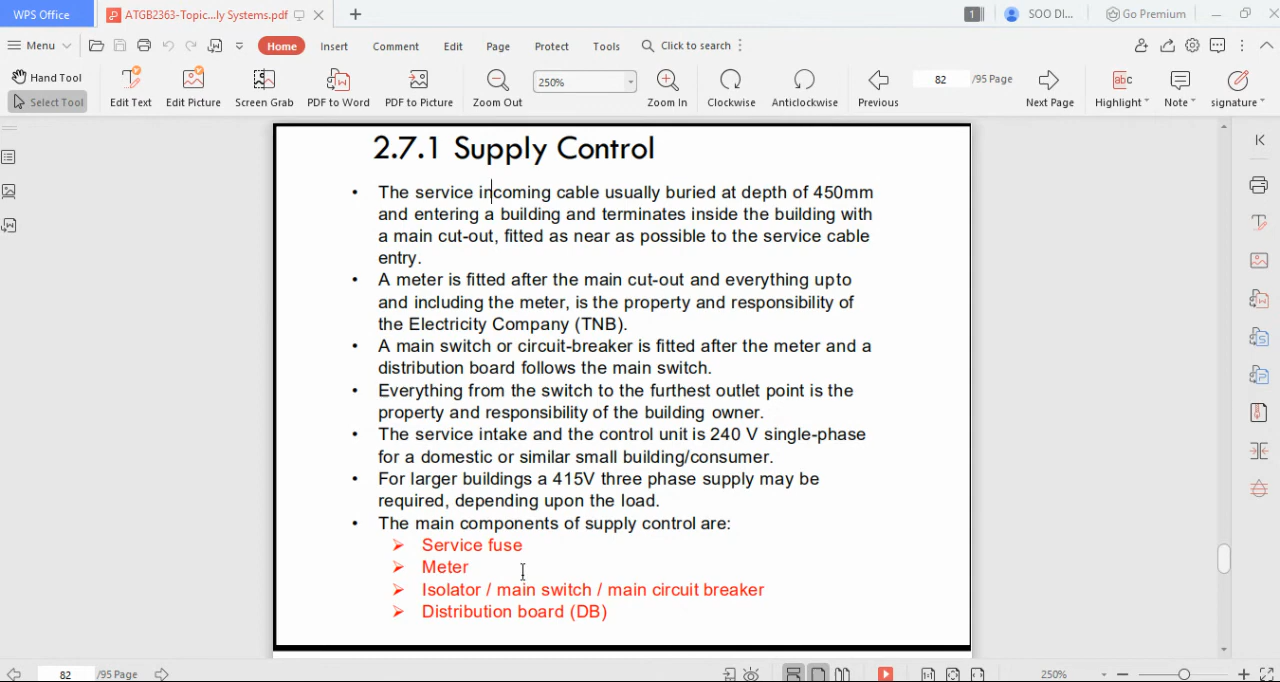 WPS Office ATGB2363-Topic...ly Systems.pdf 1 SOO DI... Go Premium
Menu Home Insert Comment Edit Page Protect Tools Click to search
Hand Tool
Select Tool Edit Text Edit Picture Screen Grab PDF to Word PDF to Picture Zoom Out 250% Zoom In Clockwise Anticlockwise Previous 82 /95 Page Next Page Highlight Note signature
2.7.1 Supply Control
• The service incoming cable usually buried at depth of 450mm
and entering a building and terminates inside the building with
a main cut-out, fitted as near as possible to the service cable
entry.
• A meter is fitted after the main cut-out and everything upto
and including the meter, is the property and responsibility of
the Electricity Company (TNB).
• A main switch or circuit-breaker is fitted after the meter and a
distribution board follows the main switch.
• Everything from the switch to the furthest outlet point is the
property and responsibility of the building owner.
• The service intake and the control unit is 240 V single-phase
for a domestic or similar small building/consumer.
• For larger buildings a 415V three phase supply may be
required, depending upon the load.
• The main components of supply control are:
➢ Service fuse
➢ Meter
➢ Isolator / main switch / main circuit breaker
➢ Distribution board (DB)
82 /95 Page 250%